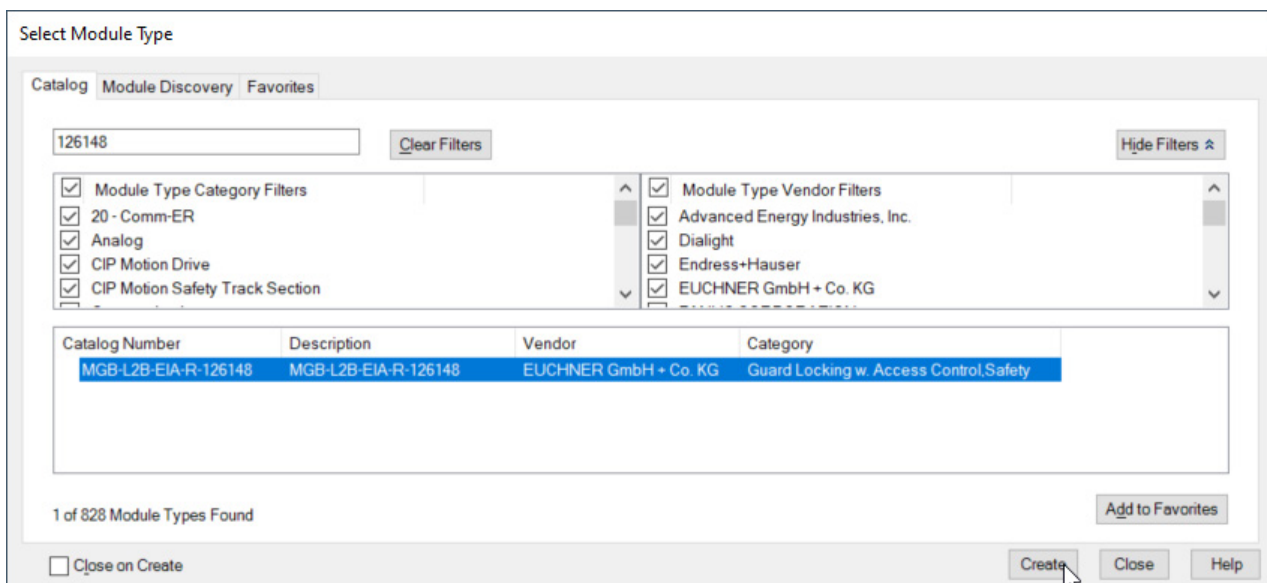 Select Module Type
Catalog Module Discovery Favorites
126148 Clear Filters Hide Filters
Module Type Category Filters Module Type Vendor Filters
20 - Comm-ER Advanced Energy Industries, Inc.
Analog Dialight
CIP Motion Drive Endress+Hauser
CIP Motion Safety Track Section EUCHNER GmbH + Co. KG
Catalog Number Description Vendor Category
MGB-L2B-EIA-R-126148 MGB-L2B-EIA-R-126148 EUCHNER GmbH + Co. KG Guard Locking w. Access Control,Safety
1 of 828 Module Types Found Add to Favorites
Close on Create Create Close Help